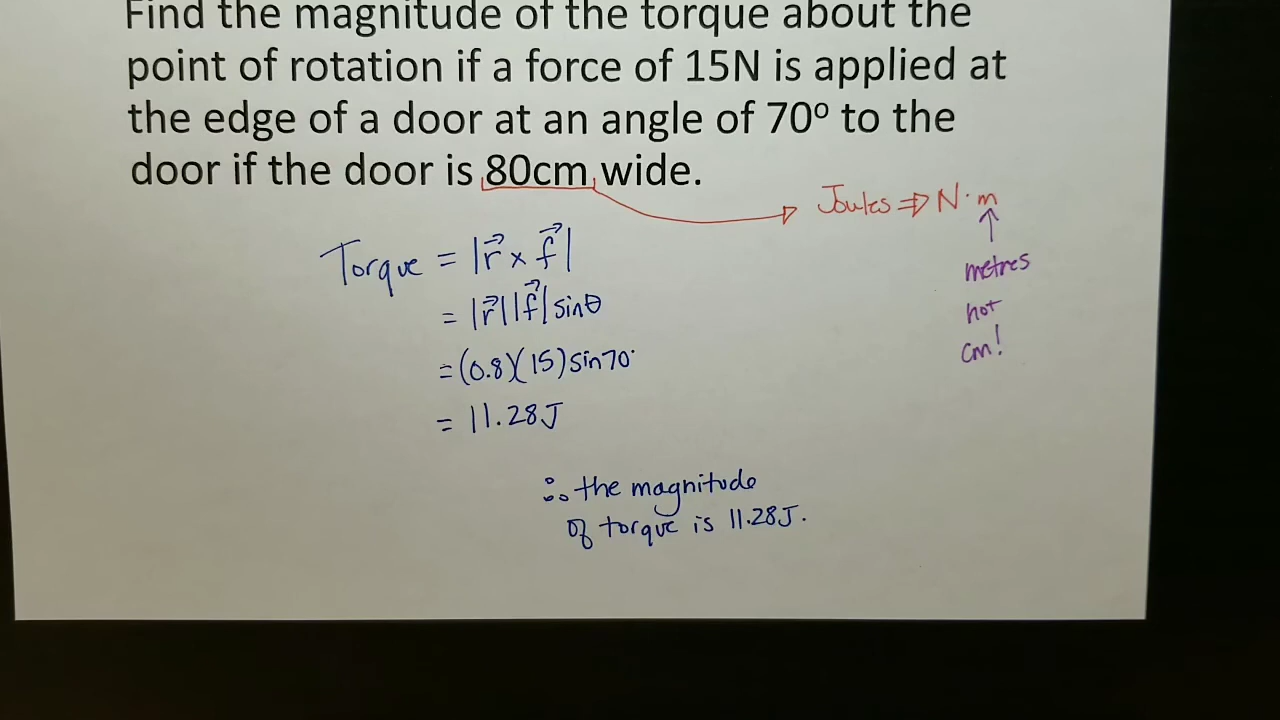 Find the magnitude of the torque about the
point of rotation if a force of 15N is applied at
the edge of a door at an angle of 70° to the
door if the door is 80cm wide.
Joules ⇒ N·m
metres
not
cm!
Torque = |r⃗ × f⃗|
= |r⃗||f⃗|sinθ
= (0.8)(15)sin70°
= 11.28J
∴ the magnitude
of torque is 11.28J.